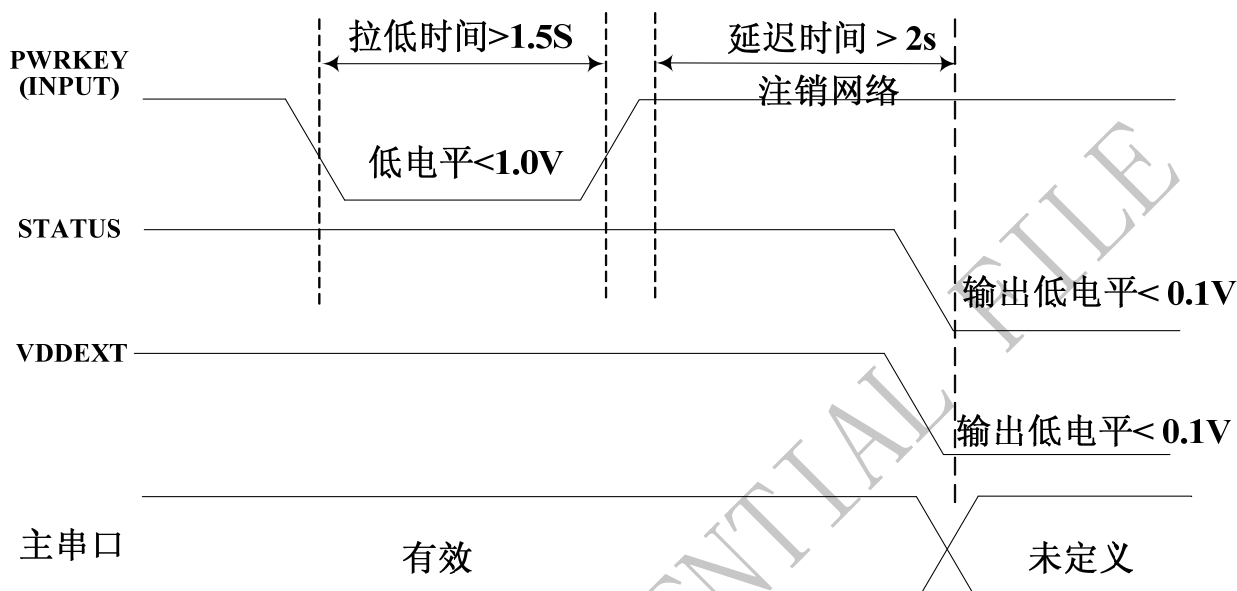 拉低时间>1.5S
延迟时间 > 2s
PWRKEY
(INPUT)
注销网络
低电平<1.0V
STATUS
输出低电平< 0.1V
VDDEXT
输出低电平< 0.1V
主串口
有效
未定义
ENTIAL FILE